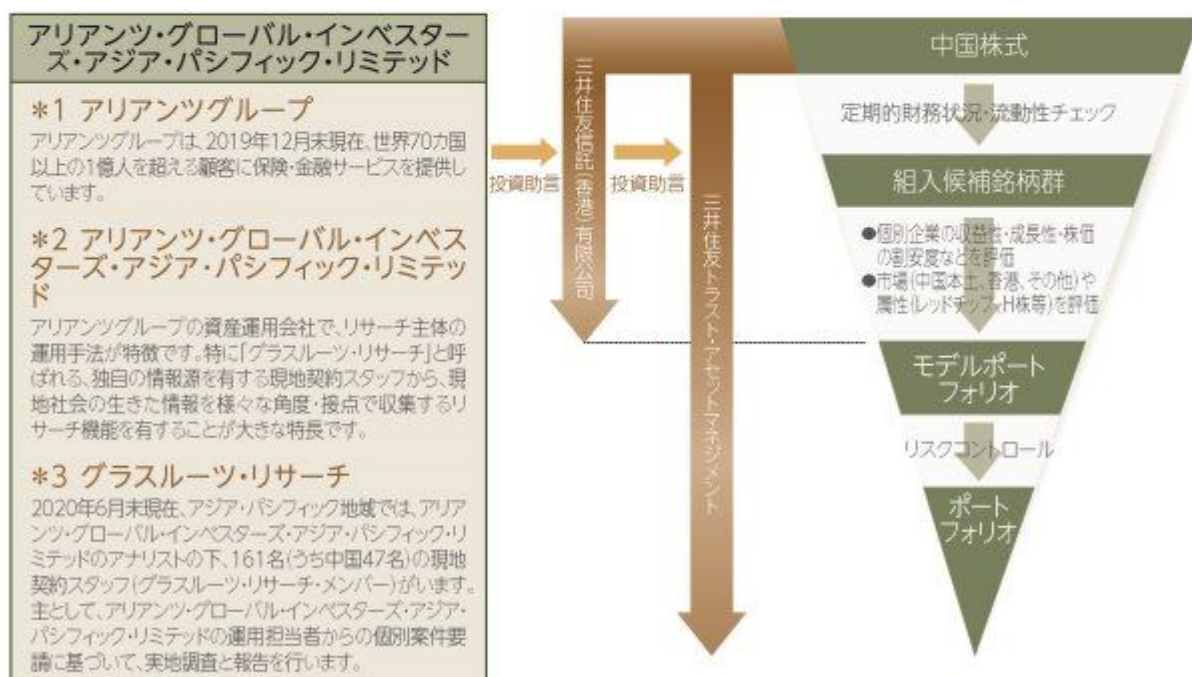 アリアンツ・グローバル・インベスター
ズ・アジア・パシフィック・リミテッド
*1 アリアンツグループ
アリアンツグループは、2019年12月末現在、世界70カ国
以上の1億人を超える顧客に保険・金融サービスを提供し
ています。
*2 アリアンツ・グローバル・インベス
ターズ・アジア・パシフィック・リミテッ
ド
アリアンツグループの資産運用会社で、リサーチ主体の
運用手法が特徴です。特に「グラスルーツ・リサーチ」と呼
ばれる、独自の情報源を有する現地契約スタッフから、現
地社会の生きた情報を様々な角度・接点で収集するリ
サーチ機能を有することが大きな特長です。
*3 グラスルーツ・リサーチ
2020年6月末現在、アジア・パシフィック地域では、アリア
ンツ・グローバル・インベスターズ・アジア・パシフィック・リ
ミテッドのアナリストの下、161名(うち中国47名)の現地
契約スタッフ(グラスルーツ・リサーチ・メンバー)がいます。
主として、アリアンツ・グローバル・インベスターズ・アジア・
パシフィック・リミテッドの運用担当者からの個別案件要
請に基づいて、実地調査と報告を行います。
投資助言
三井住友信託(香港)有限公司
投資助言
三井住友トラスト・アセットマネジメント
中国株式
定期的財務状況・流動性チェック
組入候補銘柄群
●個別企業の収益性・成長性・株価
の割安度などを評価
●市場(中国本土、香港、その他)や
属性(レッドチップ、H株等)を評価
モデルポート
フォリオ
リスクコントロール
ポート
フォリオ